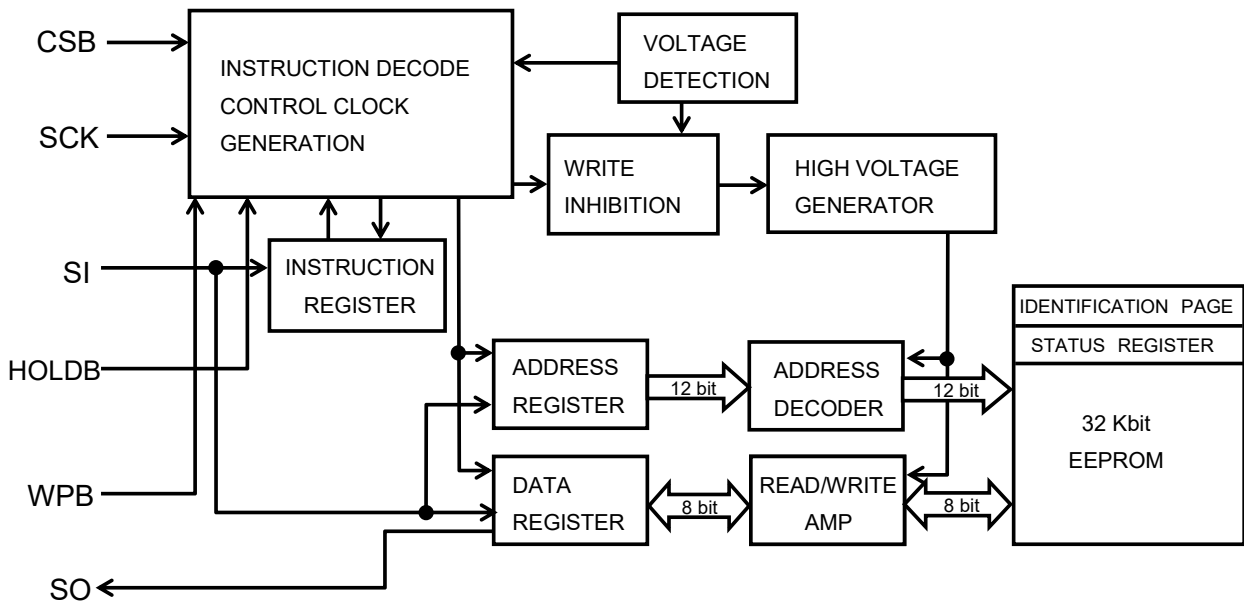 CSB
INSTRUCTION DECODE
CONTROL CLOCK
GENERATION
VOLTAGE
DETECTION
SCK
WRITE
INHIBITION
HIGH VOLTAGE
GENERATOR
SI
INSTRUCTION
REGISTER
HOLDB
ADDRESS
REGISTER
12 bit
ADDRESS
DECODER
12 bit
IDENTIFICATION PAGE
STATUS REGISTER
32 Kbit
EEPROM
WPB
DATA
REGISTER
8 bit
READ/WRITE
AMP
8 bit
SO